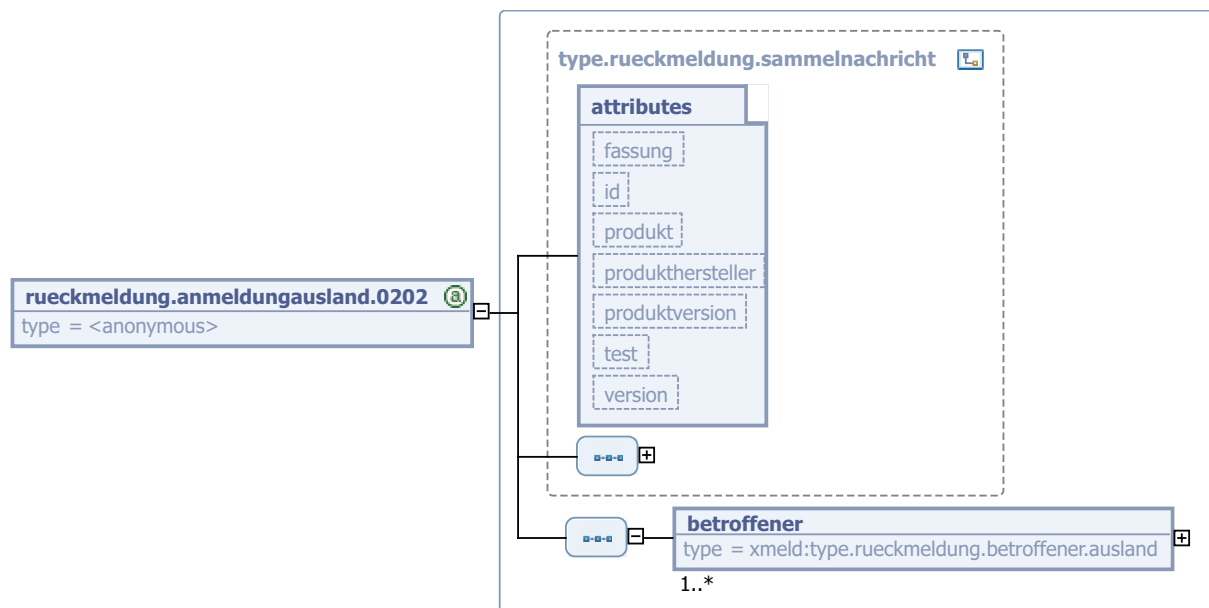 type.rueckmeldung.sammelnachricht
attributes
fassung
id
produkt
produkthersteller
produktversion
test
version
rueckmeldung.anmeldungausland.0202 a
type = <anonymous>
betroffener
type = xmeld:type.rueckmeldung.betroffener.ausland
1..*